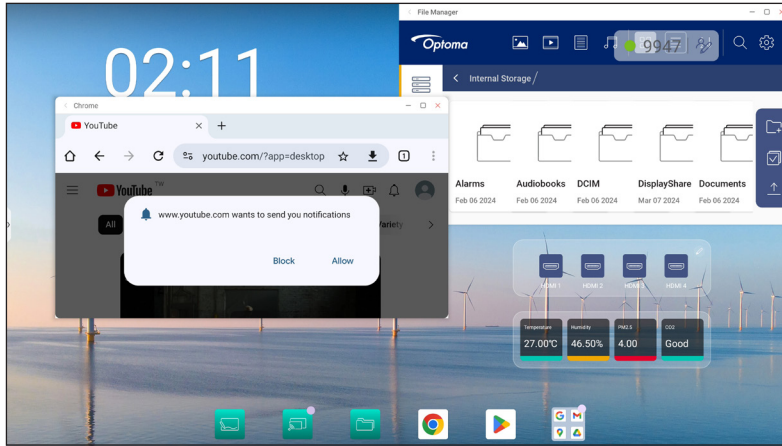 02:11
File Manager
Optoma
9947
Internal Storage/
Alarms
Feb 06 2024
Audiobooks
Feb 06 2024
DCIM
Feb 06 2024
DisplayShare
Mar 07 2024
Documents
Feb 06 2024
Chrome
YouTube
youtube.com/?app=desktop
1
YouTube TW
All
Variety
www.youtube.com wants to send you notifications
Block
Allow
HDMI 1
HDMI 2
HDMI 3
HDMI 4
Temperature
27.00°C
Humidity
46.50%
PM2.5
4.00
CO2
Good
G
M